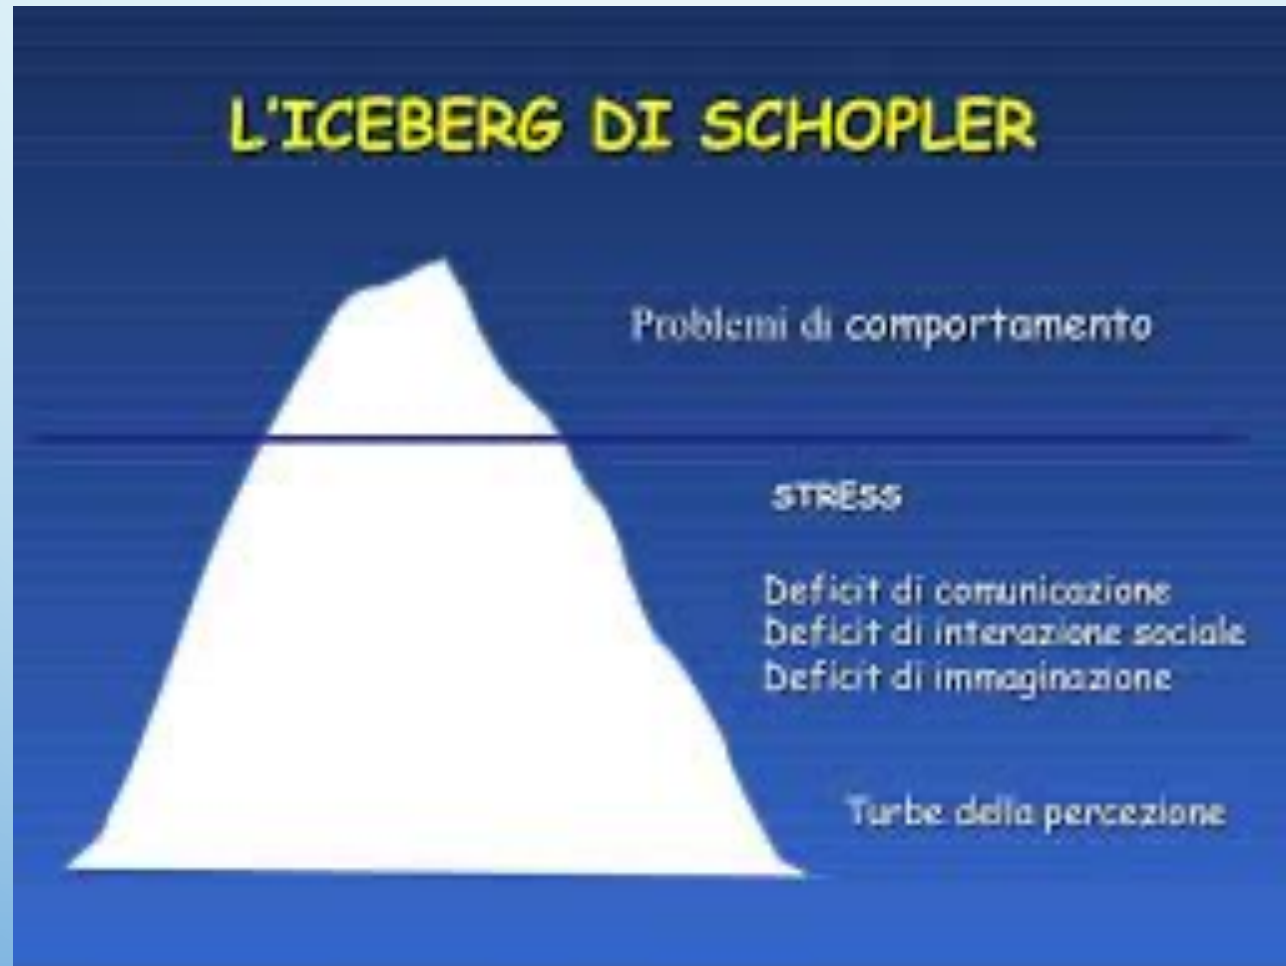 L'ICEBERG DI SCHOPLER
Problemi di comportamento
STRESS
Deficit di comunicazione
Deficit di interazione sociale
Deficit di immaginazione
Turbe della percezione